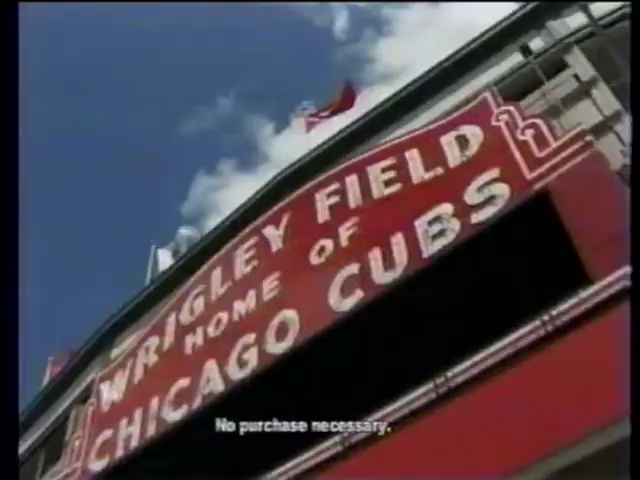 WRIGLEY FIELD
HOME OF
CHICAGO CUBS
No purchase necessary.